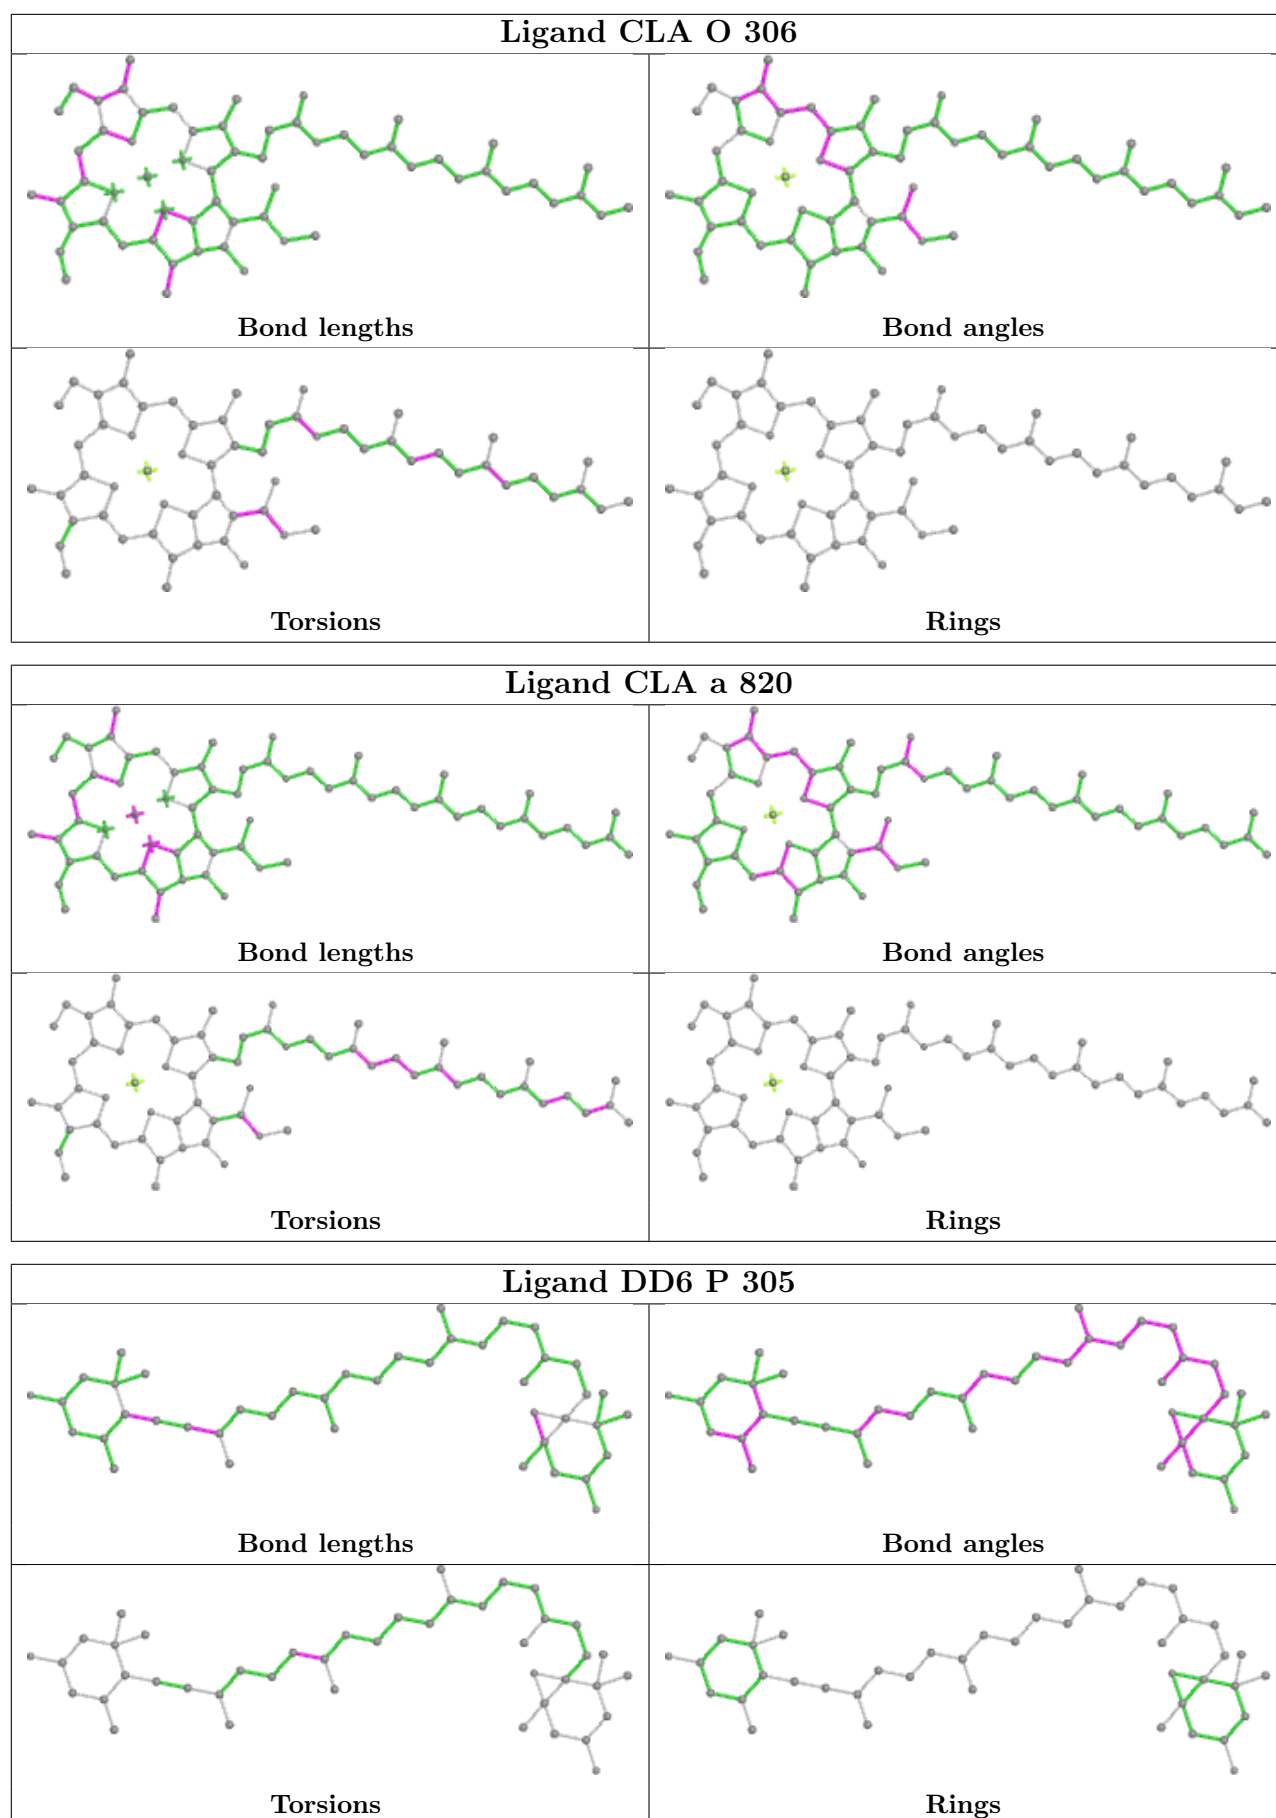 Ligand CLA O 306
Bond lengths
Bond angles
Torsions
Rings
Ligand CLA a 820
Bond lengths
Bond angles
Torsions
Rings
Ligand DD6 P 305
Bond lengths
Bond angles
Torsions
Rings